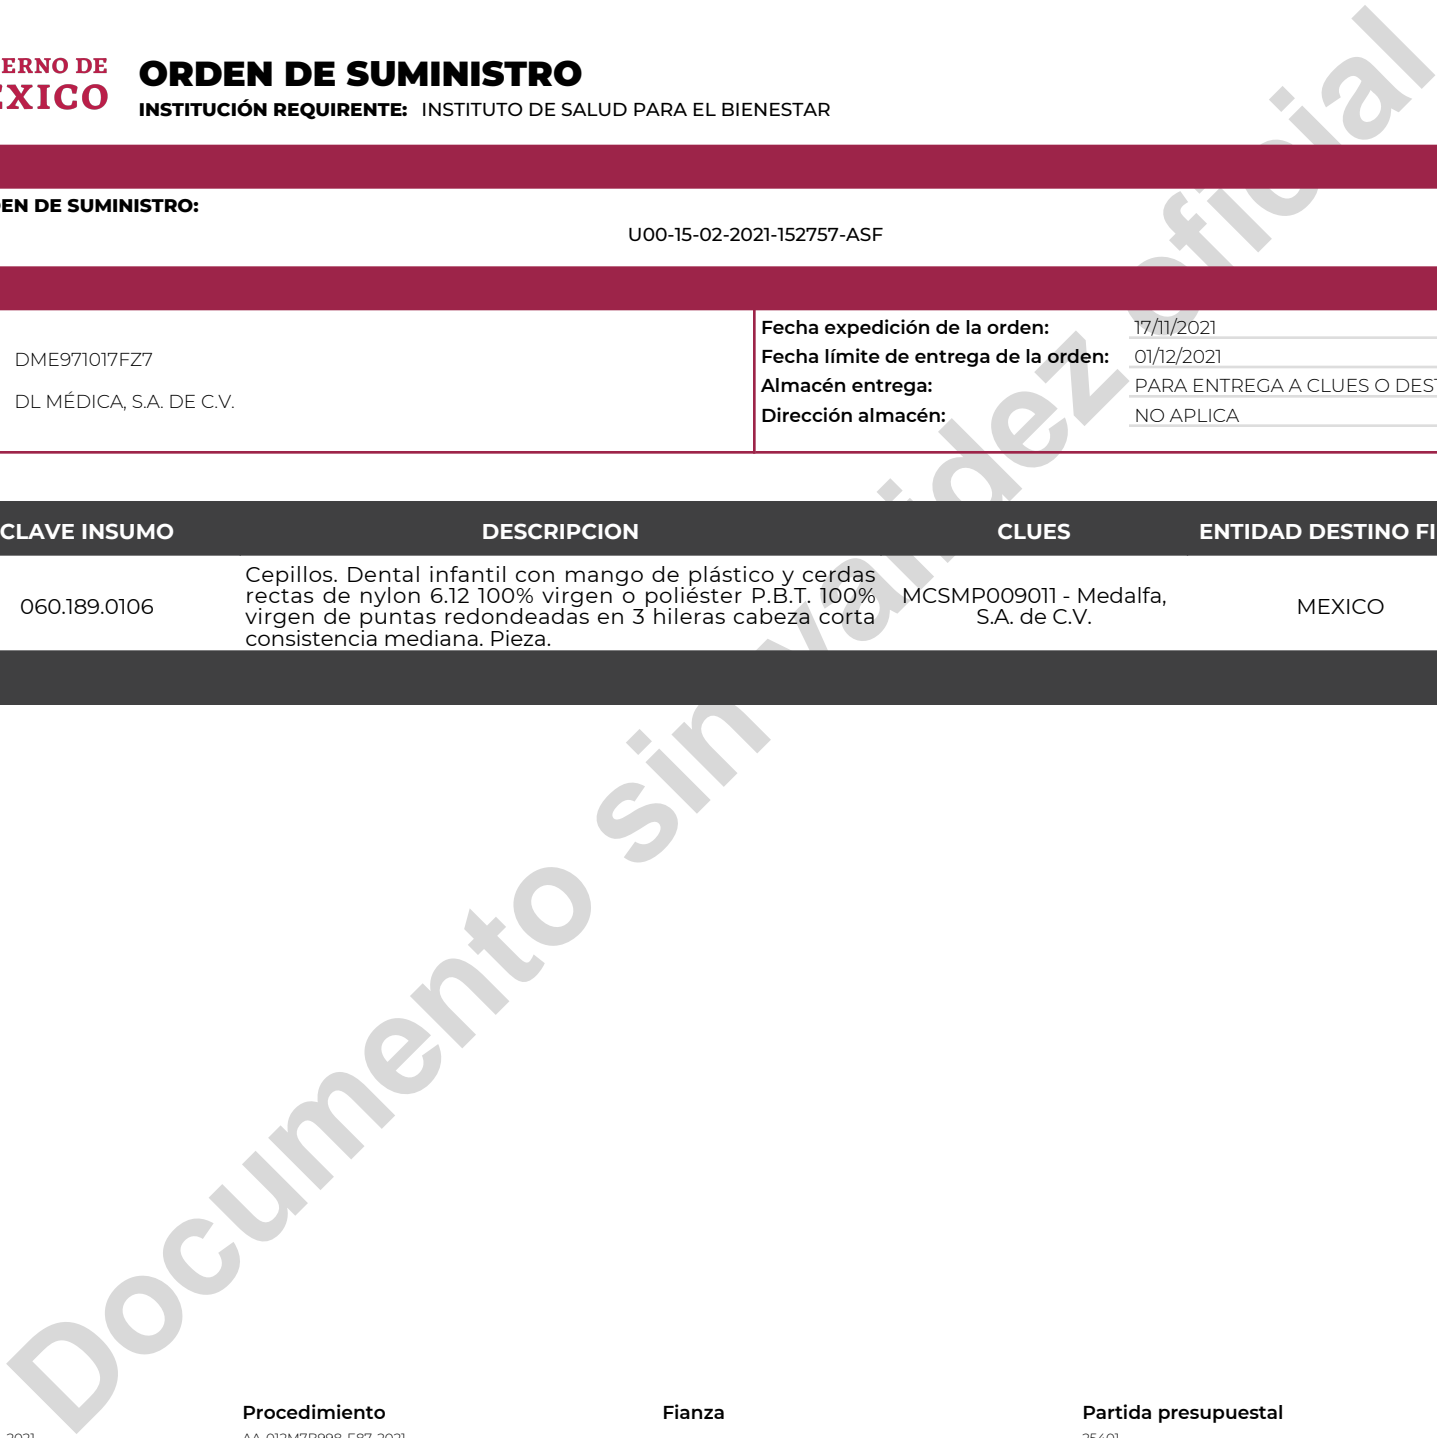 ERNO DE
EXICO
ORDEN DE SUMINISTRO
INSTITUCIÓN REQUIRENTE: INSTITUTO DE SALUD PARA EL BIENESTAR
EN DE SUMINISTRO:
U00-15-02-2021-152757-ASF
DME971017FZ7
DL MÉDICA, S.A. DE C.V.
Fecha expedición de la orden: 17/11/2021
Fecha límite de entrega de la orden: 01/12/2021
Almacén entrega: PARA ENTREGA A CLUES O DEST
Dirección almacén: NO APLICA
CLAVE INSUMO DESCRIPCION CLUES ENTIDAD DESTINO FI
060.189.0106
Cepillos. Dental infantil con mango de plástico y cerdas
rectas de nylon 6.12 100% virgen o poliéster P.B.T. 100%
virgen de puntas redondeadas en 3 hileras cabeza corta
consistencia mediana. Pieza.
MCSMP009011 - Medalfa,
S.A. de C.V.
MEXICO
Documento sin validez oficial
Procedimiento Fianza Partida presupuestal